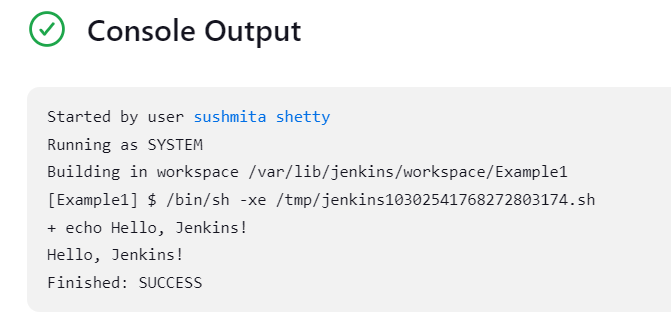 Console Output
Started by user sushmita shetty
Running as SYSTEM
Building in workspace /var/lib/jenkins/workspace/Example1
[Example1] $ /bin/sh -xe /tmp/jenkins10302541768272803174.sh
+ echo Hello, Jenkins!
Hello, Jenkins!
Finished: SUCCESS